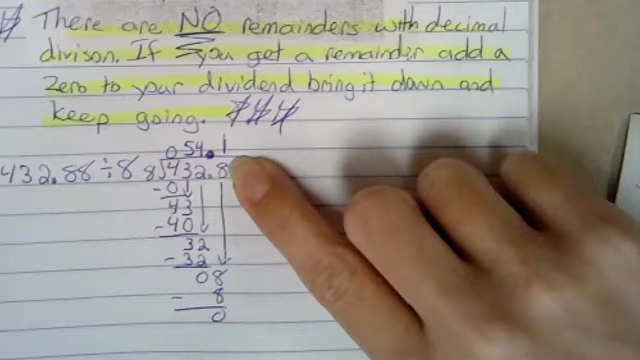 There are NO remainders with decimal
divison. If you get a remainder add a
Zero to your dividend bring it down and
keep going.
054.1
432.88 ÷ 8 8)432.8
- 0
43
- 40
32
- 32
08
- 8
0